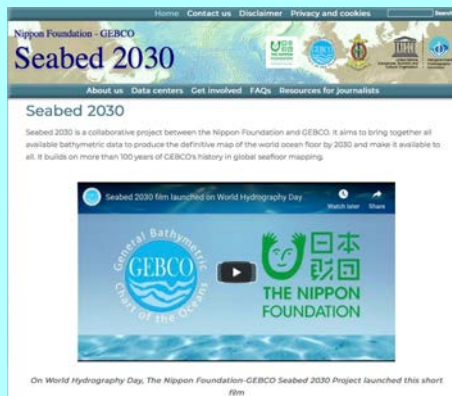 Home Contact us Disclaimer Privacy and cookies Search
Nippon Foundation - GEBCO
Seabed 2030
日本
財団
UNESCO
About us Data centers Get involved FAQs Resources for journalists
Seabed 2030
Seabed 2030 is a collaborative project between the Nippon Foundation and GEBCO. It aims to bring together all
available bathymetric data to produce the definitive map of the world ocean floor by 2030 and make it available to
all. It builds on more than 100 years of GEBCO's history in global seafloor mapping.
Seabed 2030 film launched on World Hydrography Day
Watch later Share
General Bathymetric
GEBCO
Chart of the Oceans
日本
財団
THE NIPPON
FOUNDATION
On World Hydrography Day, The Nippon Foundation-GEBCO Seabed 2030 Project launched this short
film